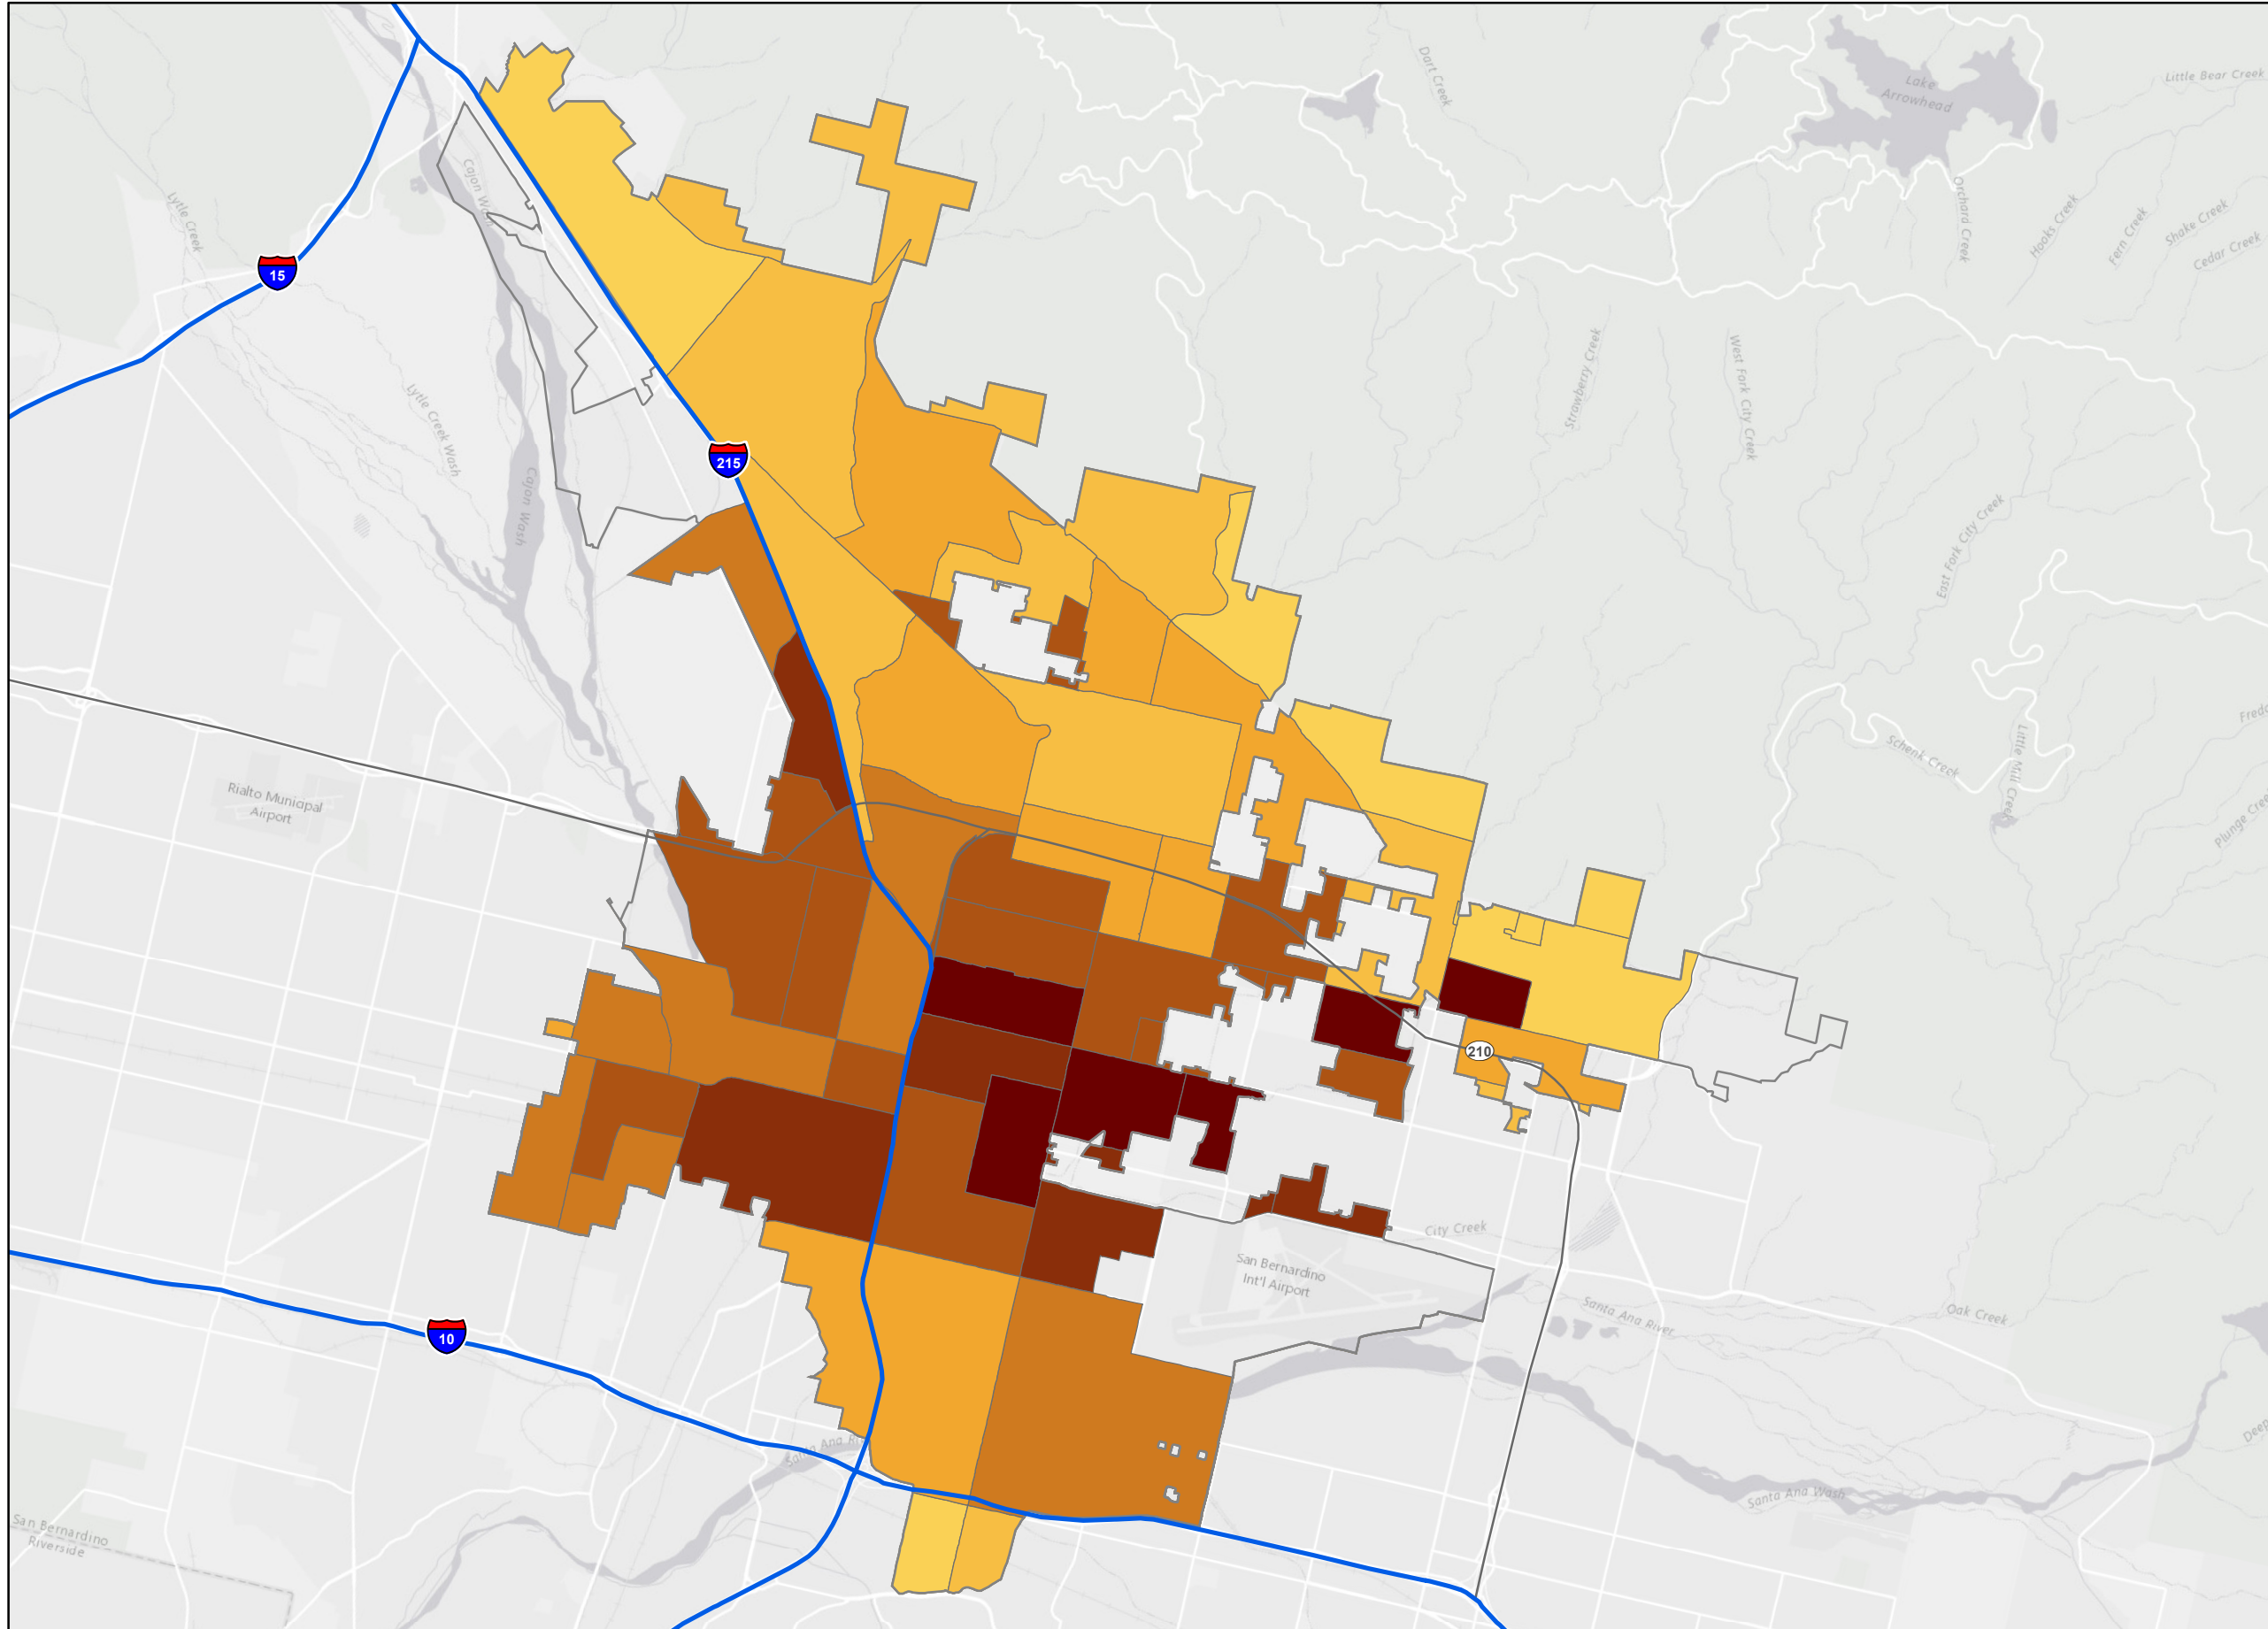 Lake
Arrowhead
Little Bear Creek
Dart Creek
Orchard Creek
Hooks Creek
Fern Creek
Shake Creek
Cedar Creek
Lytle Creek
15
Lytle Creek Wash
Cajon Wash
215
Strawberry Creek
West Fork City Creek
East Fork City Creek
Schenk Creek
Little Mill Creek
Rialto Municipal
Airport
210
City Creek
San Bernardino
Int'l Airport
Santa Ana River
Oak Creek
10
Santa Ana Wash
San Bernardino
Riverside